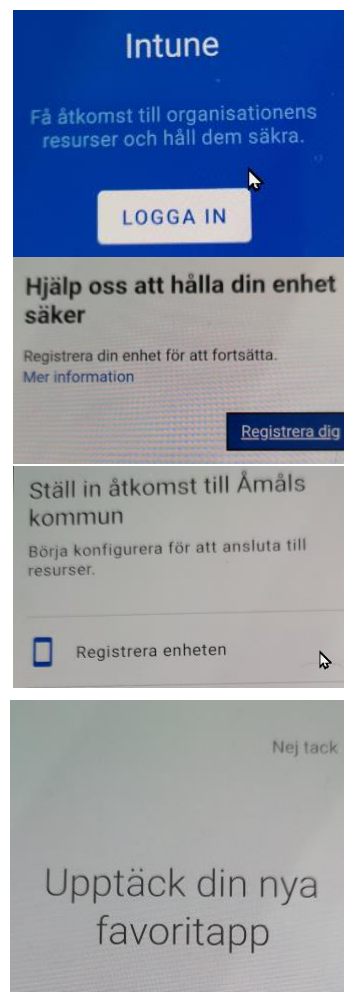 Intune
Få åtkomst till organisationens
resurser och håll dem säkra.
LOGGA IN
Hjälp oss att hålla din enhet
säker
Registrera din enhet för att fortsätta.
Mer information
Registrera dig
Ställ in åtkomst till Åmåls
kommun
Börja konfigurera för att ansluta till
resurser.
Registrera enheten
Nej tack
Upptäck din nya
favoritapp